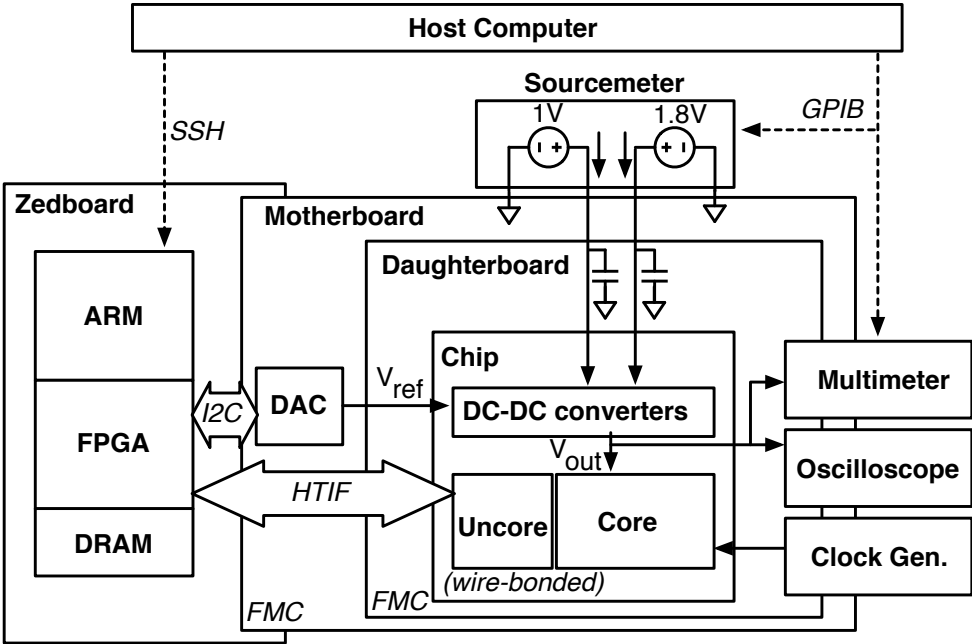 Host Computer
Sourcemeter
1V
1.8V
GPIB
SSH
Zedboard
Motherboard
Daughterboard
ARM
Chip
Multimeter
DAC
Vref
DC-DC converters
I2C
FPGA
Vout
Oscilloscope
HTIF
Uncore
Core
DRAM
Clock Gen.
(wire-bonded)
FMC
FMC